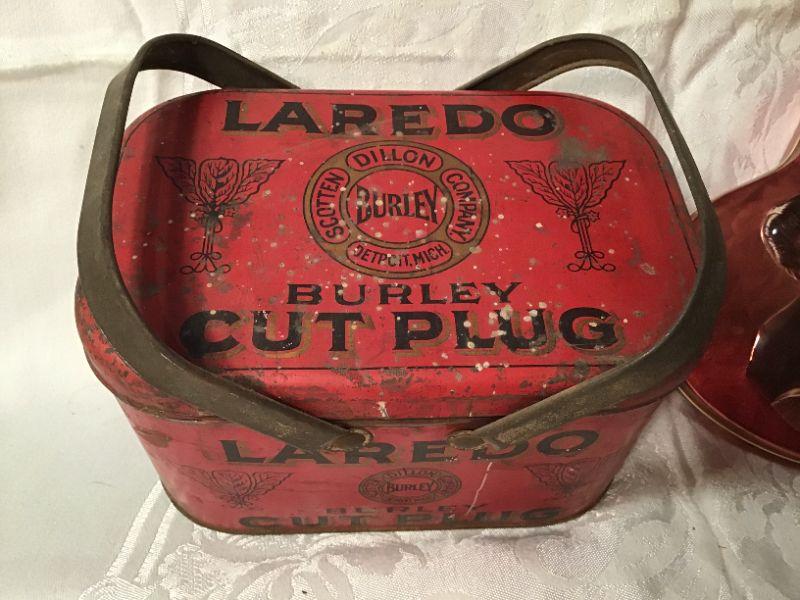 LAREDO
SCOTTEN DILLON COMPANY
BURLEY
DETROIT. MICH
BURLEY
CUT PLUG
LAREDO
DILLON
BURLEY
BURLEY
CUT PLUG